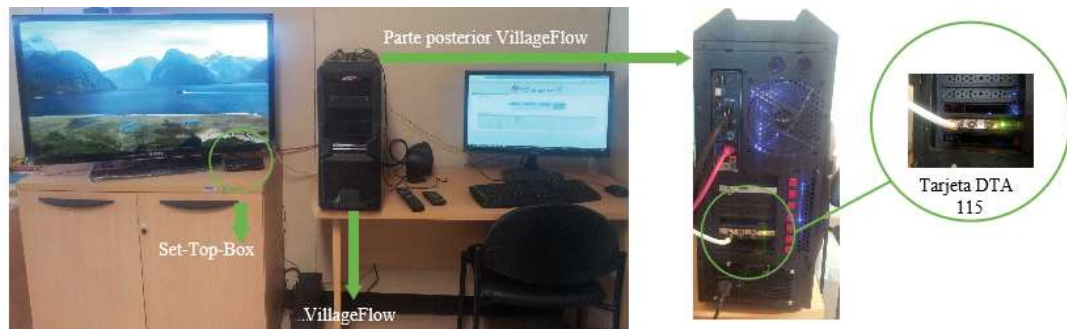 Parte posterior VillageFlow
Set-Top-Box
..VillageFlow
Tarjeta DTA
115